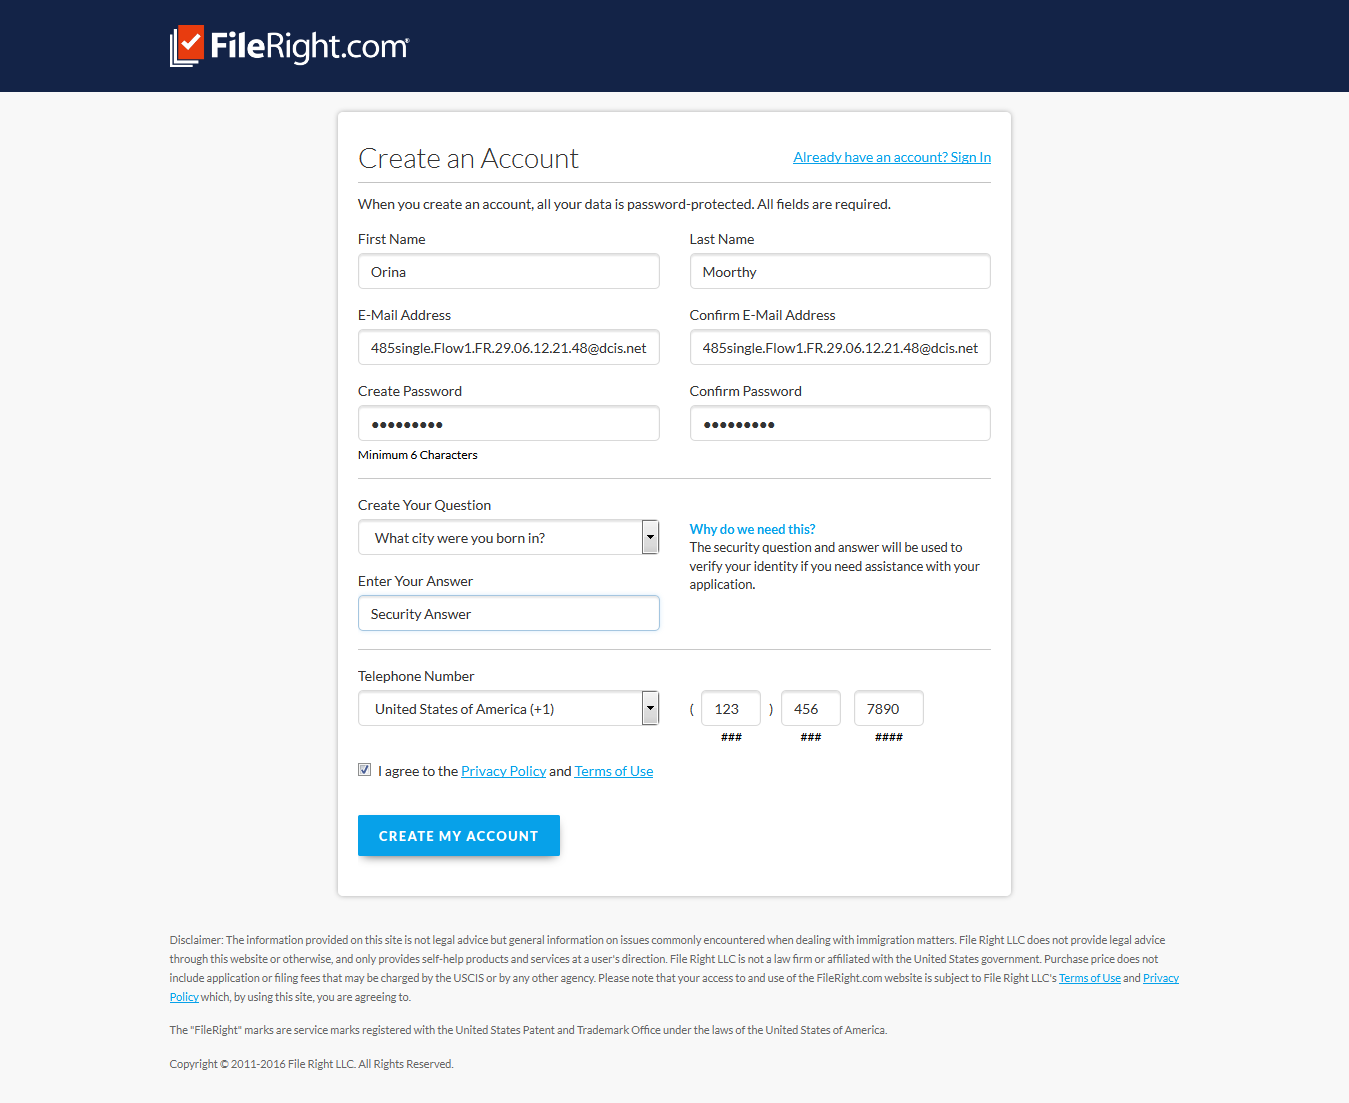 FileRight.com®
Create an Account
Already have an account? Sign In
When you create an account, all your data is password-protected. All fields are required.
First Name
Last Name
Orina
Moorthy
E-Mail Address
Confirm E-Mail Address
485single.Flow1.FR.29.06.12.21.48@dcis.net
485single.Flow1.FR.29.06.12.21.48@dcis.net
Create Password
Confirm Password
●●●●●●●●●
●●●●●●●●●
Minimum 6 Characters
Create Your Question
What city were you born in?
Why do we need this?
The security question and answer will be used to
verify your identity if you need assistance with your
application.
Enter Your Answer
Security Answer
Telephone Number
United States of America (+1)
( 123 ) 456 7890
### ### ####
I agree to the Privacy Policy and Terms of Use
CREATE MY ACCOUNT
Disclaimer: The information provided on this site is not legal advice but general information on issues commonly encountered when dealing with immigration matters. File Right LLC does not provide legal advice
through this website or otherwise, and only provides self-help products and services at a user's direction. File Right LLC is not a law firm or affiliated with the United States government. Purchase price does not
include application or filing fees that may be charged by the USCIS or by any other agency. Please note that your access to and use of the FileRight.com website is subject to File Right LLC's Terms of Use and Privacy
Policy which, by using this site, you are agreeing to.
The "FileRight" marks are service marks registered with the United States Patent and Trademark Office under the laws of the United States of America.
Copyright © 2011-2016 File Right LLC. All Rights Reserved.